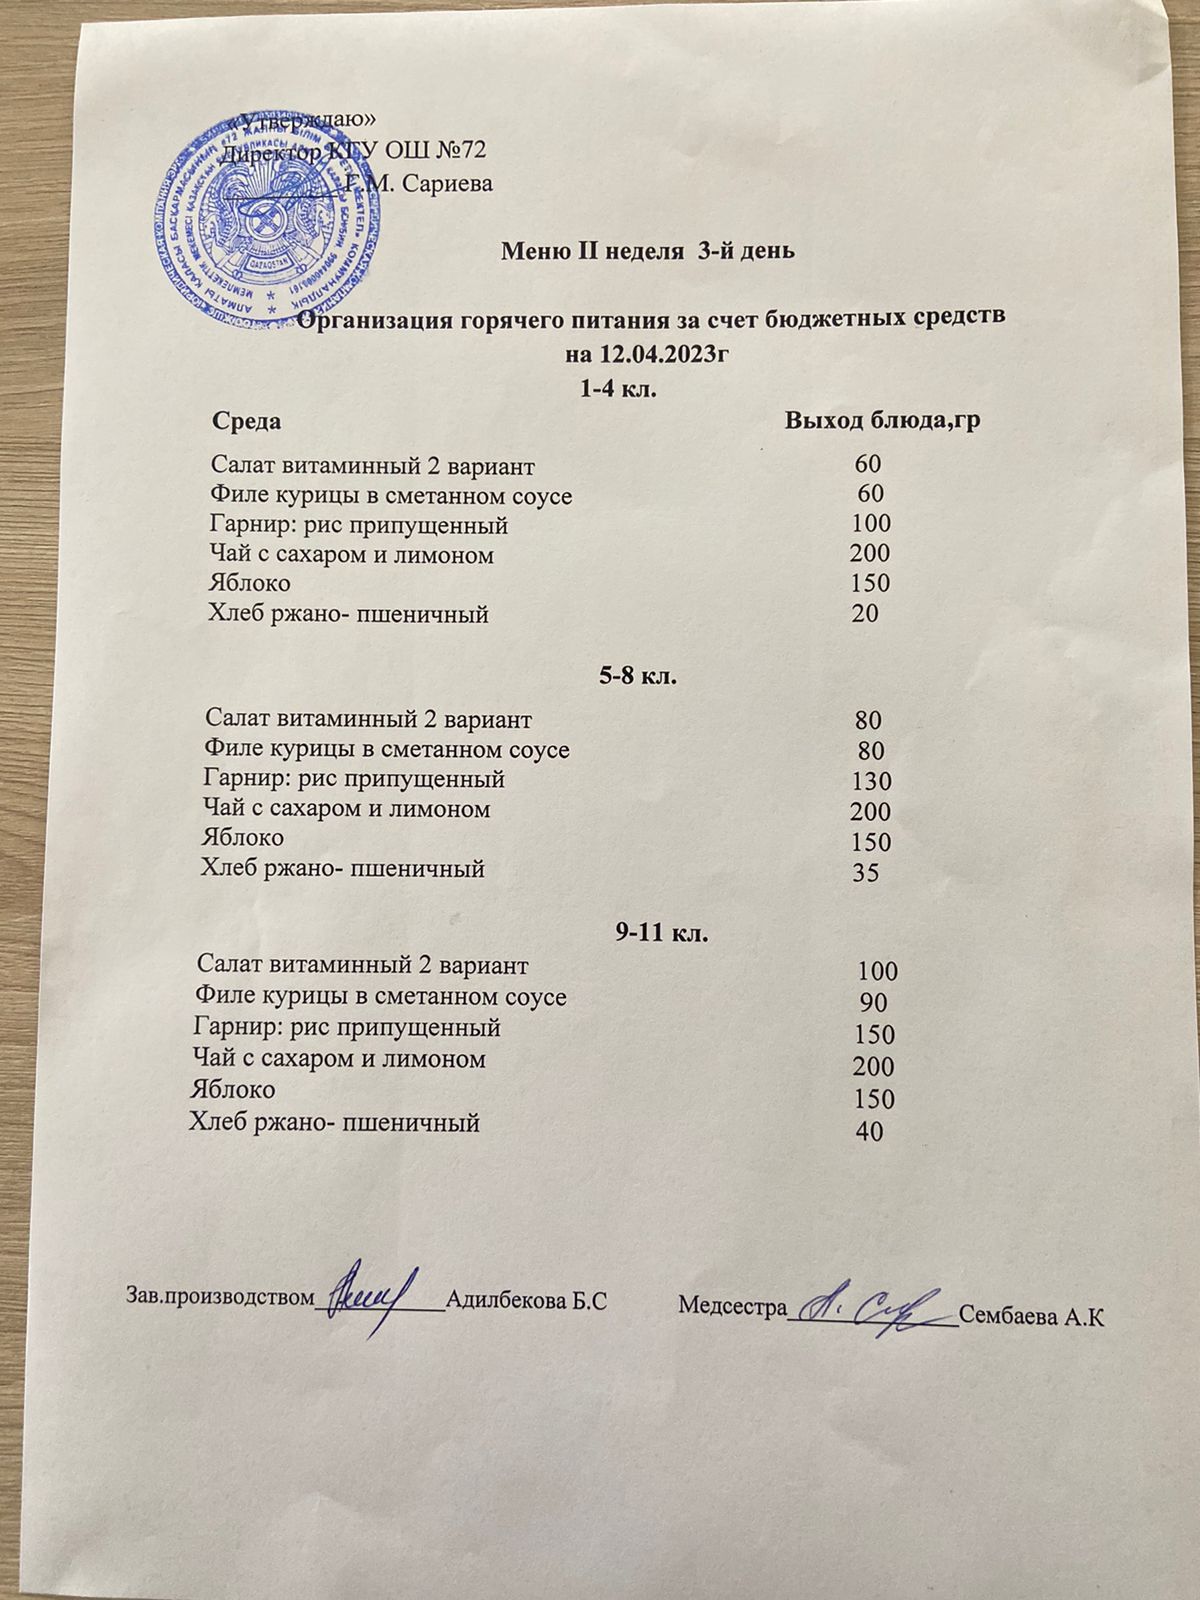 «Утверждаю»
Директор КГУ ОШ №72
Г.М. Сариева
QAZAQSTAN
Меню II неделя 3-й день
Организация горячего питания за счет бюджетных средств
на 12.04.2023г
1-4 кл.
Среда Выход блюда,гр
Салат витаминный 2 вариант 60
Филе курицы в сметанном соусе 60
Гарнир: рис припущенный 100
Чай с сахаром и лимоном 200
Яблоко 150
Хлеб ржано- пшеничный 20
5-8 кл.
Салат витаминный 2 вариант 80
Филе курицы в сметанном соусе 80
Гарнир: рис припущенный 130
Чай с сахаром и лимоном 200
Яблоко 150
Хлеб ржано- пшеничный 35
9-11 кл.
Салат витаминный 2 вариант 100
Филе курицы в сметанном соусе 90
Гарнир: рис припущенный 150
Чай с сахаром и лимоном 200
Яблоко 150
Хлеб ржано- пшеничный 40
Зав.производством Адилбекова Б.С Медсестра Сембаева А.К